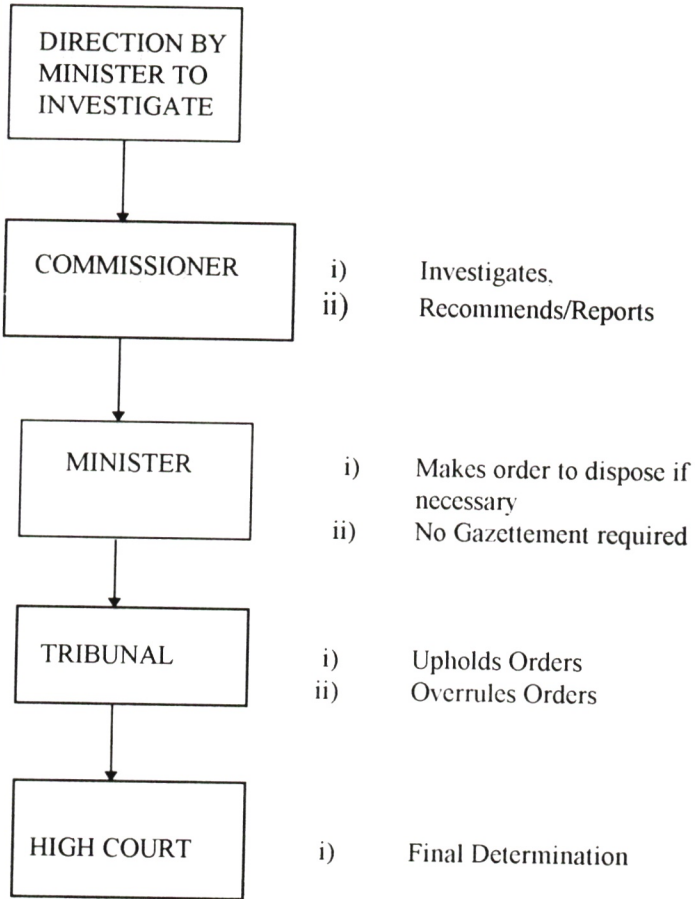 DIRECTION BY
MINISTER TO
INVESTIGATE
COMMISSIONER
i) Investigates.
ii) Recommends/Reports
MINISTER
i) Makes order to dispose if
necessary
ii) No Gazettement required
TRIBUNAL
i) Upholds Orders
ii) Overrules Orders
HIGH COURT
i) Final Determination